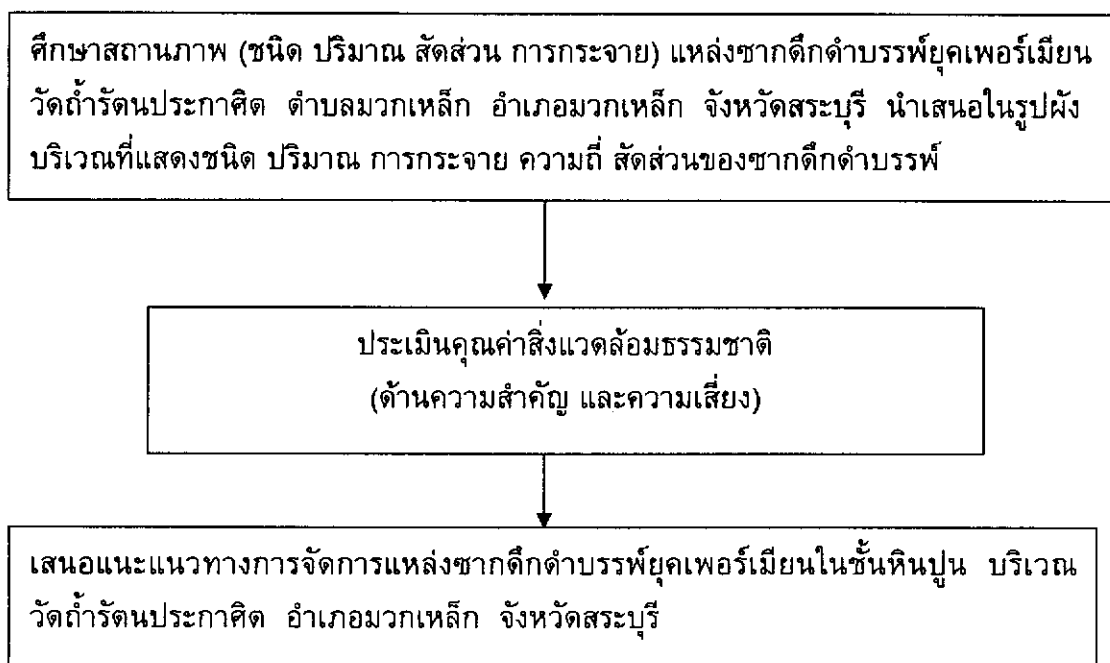 ศึกษาสถานภาพ (ชนิด ปริมาณ สัดส่วน การกระจาย) แหล่งซากดึกดำบรรพ์ยุคเพอร์เมียน
วัดถ้ำรัตนประกาศิต ตำบลมวกเหล็ก อำเภอมวกเหล็ก จังหวัดสระบุรี นำเสนอในรูปผัง
บริเวณที่แสดงชนิด ปริมาณ การกระจาย ความถี่ สัดส่วนของซากดึกดำบรรพ์
ประเมินคุณค่าสิ่งแวดล้อมธรรมชาติ
(ด้านความสำคัญ และความเสี่ยง)
เสนอแนะแนวทางการจัดการแหล่งซากดึกดำบรรพ์ยุคเพอร์เมียนในชั้นหินปูน บริเวณ
วัดถ้ำรัตนประกาศิต อำเภอมวกเหล็ก จังหวัดสระบุรี